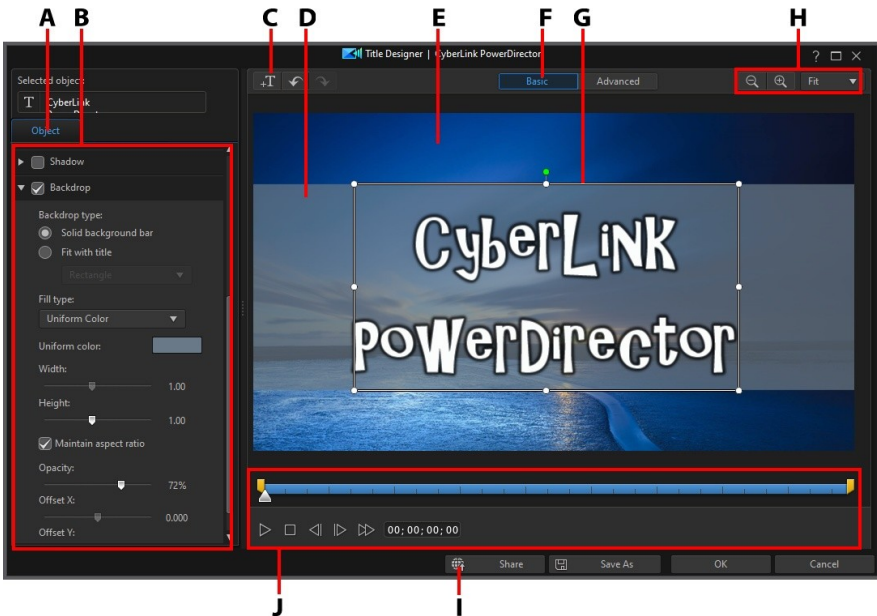 A B C D E F G H
Title Designer | CyberLink PowerDirector
? 
Selected object:
T CyberLink
+T Basic Advanced Fit
Object
Shadow
Backdrop
Backdrop type:
Solid background bar
Fit with title
Rectangle
Fill type:
Uniform Color
Uniform color:
Width:
1.00
Height:
1.00
Maintain aspect ratio
Opacity:
72%
Offset X:
0.000
Offset Y:
CyberLiNK
PoWerDirector
00;00;00;00
Share Save As OK Cancel
J I